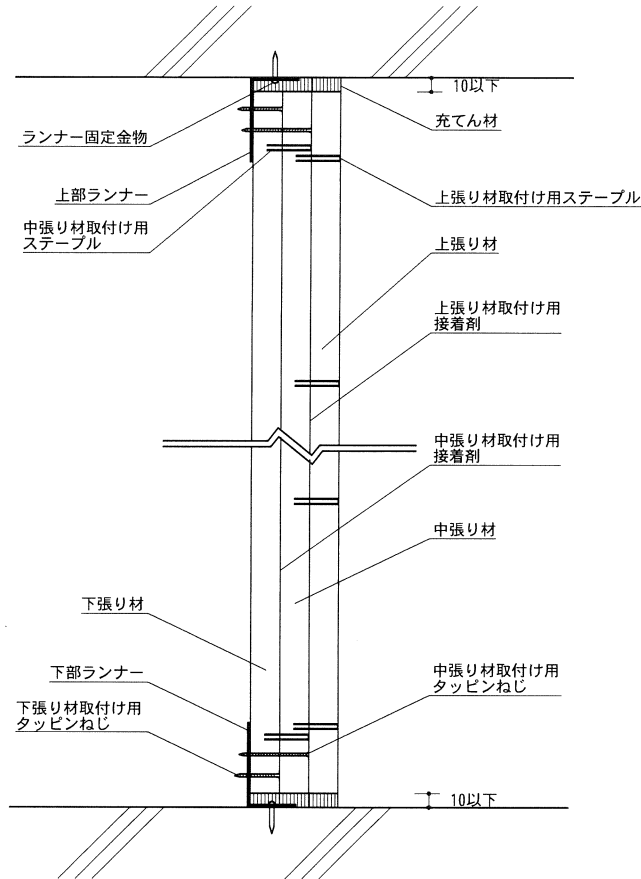 10以下
ランナー固定金物
充てん材
上部ランナー
上張り材取付け用ステープル
中張り材取付け用
ステープル
上張り材
上張り材取付け用
接着剤
中張り材取付け用
接着剤
中張り材
下張り材
下部ランナー
中張り材取付け用
タッピンねじ
下張り材取付け用
タッピンねじ
10以下